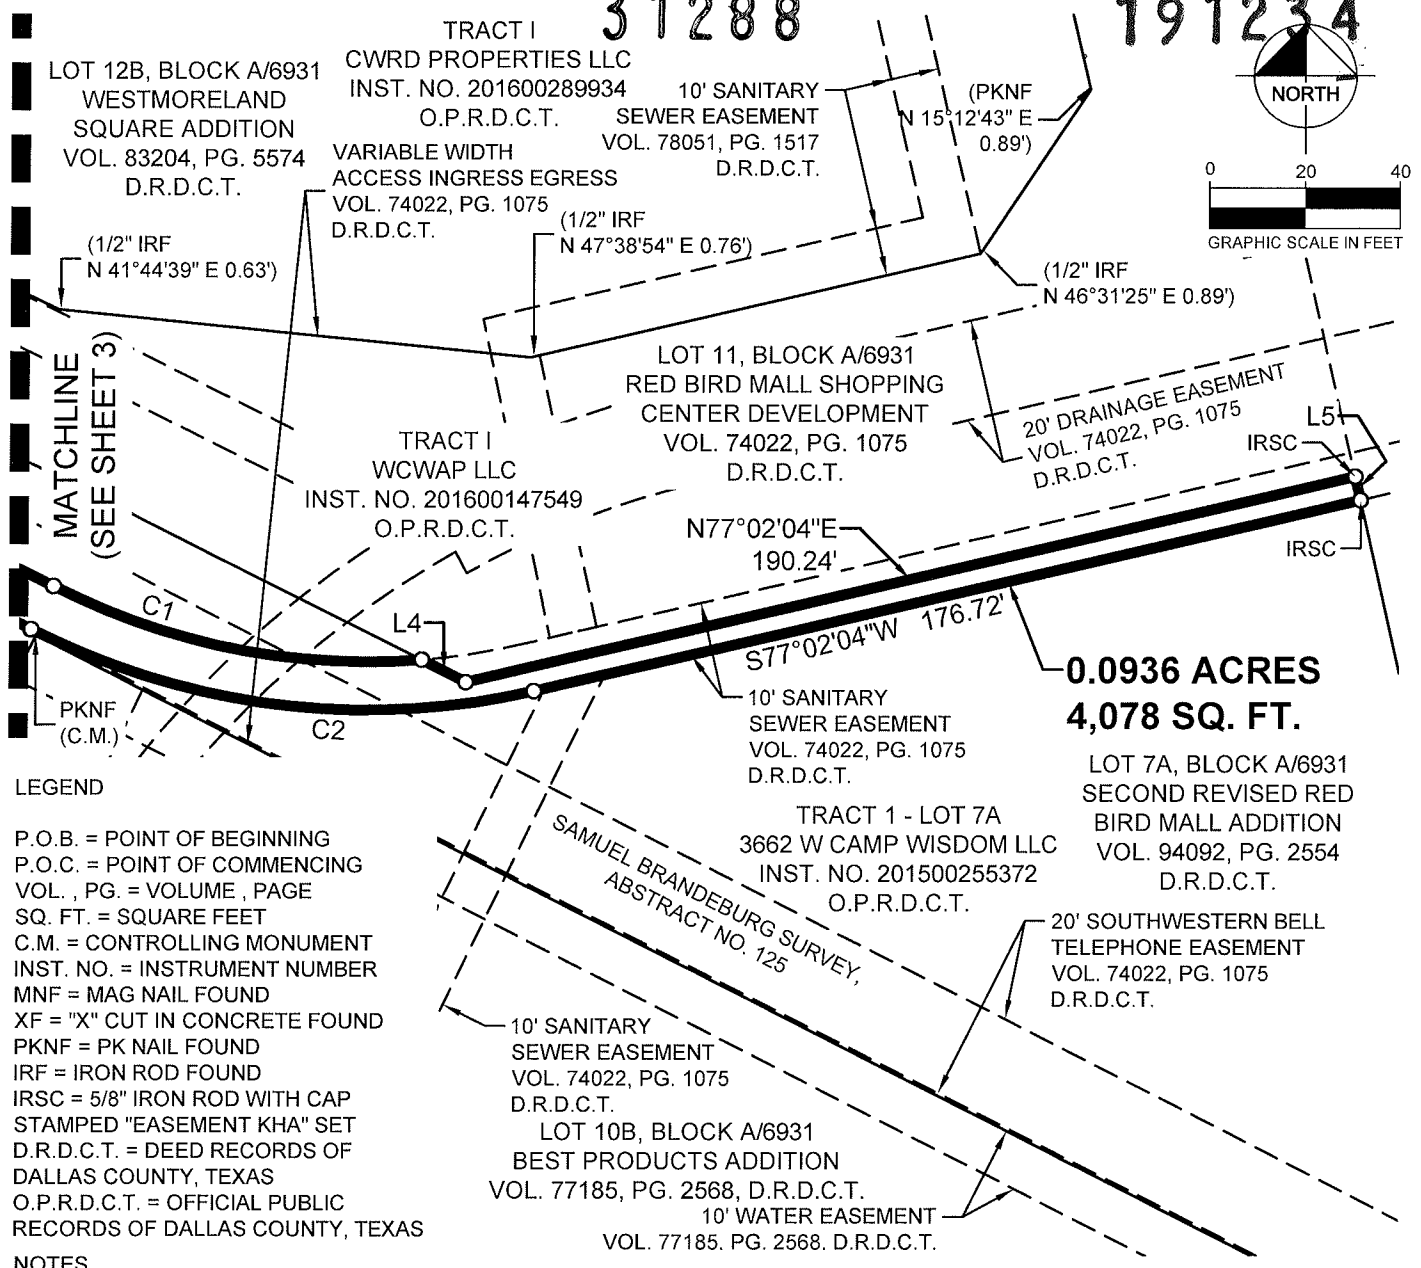 31288
191234
TRACT I
CWRD PROPERTIES LLC
INST. NO. 201600289934
O.P.R.D.C.T.
LOT 12B, BLOCK A/6931
WESTMORELAND
SQUARE ADDITION
VOL. 83204, PG. 5574
D.R.D.C.T.
10' SANITARY
SEWER EASEMENT
VOL. 78051, PG. 1517
D.R.D.C.T.
(PKNF
N 15°12'43" E
0.89')
NORTH
0 20 40
GRAPHIC SCALE IN FEET
VARIABLE WIDTH
ACCESS INGRESS EGRESS
VOL. 74022, PG. 1075
D.R.D.C.T.
(1/2" IRF
N 41°44'39" E 0.63')
(1/2" IRF
N 47°38'54" E 0.76')
(1/2" IRF
N 46°31'25" E 0.89')
MATCHLINE
(SEE SHEET 3)
LOT 11, BLOCK A/6931
RED BIRD MALL SHOPPING
CENTER DEVELOPMENT
VOL. 74022, PG. 1075
D.R.D.C.T.
20' DRAINAGE EASEMENT
VOL. 74022, PG. 1075
D.R.D.C.T.
L5
IRSC
IRSC
TRACT I
WCWAP LLC
INST. NO. 201600147549
O.P.R.D.C.T.
N77°02'04"E
190.24'
C1
L4
S77°02'04"W 176.72'
0.0936 ACRES
4,078 SQ. FT.
PKNF
(C.M.)
C2
10' SANITARY
SEWER EASEMENT
VOL. 74022, PG. 1075
D.R.D.C.T.
LOT 7A, BLOCK A/6931
SECOND REVISED RED
BIRD MALL ADDITION
VOL. 94092, PG. 2554
D.R.D.C.T.
TRACT 1 - LOT 7A
3662 W CAMP WISDOM LLC
INST. NO. 201500255372
O.P.R.D.C.T.
SAMUEL BRANDEBURG SURVEY,
ABSTRACT NO. 125
20' SOUTHWESTERN BELL
TELEPHONE EASEMENT
VOL. 74022, PG. 1075
D.R.D.C.T.
10' SANITARY
SEWER EASEMENT
VOL. 74022, PG. 1075
D.R.D.C.T.
LOT 10B, BLOCK A/6931
BEST PRODUCTS ADDITION
VOL. 77185, PG. 2568, D.R.D.C.T.
10' WATER EASEMENT
VOL. 77185. PG. 2568. D.R.D.C.T.
LEGEND
P.O.B. = POINT OF BEGINNING
P.O.C. = POINT OF COMMENCING
VOL. , PG. = VOLUME , PAGE
SQ. FT. = SQUARE FEET
C.M. = CONTROLLING MONUMENT
INST. NO. = INSTRUMENT NUMBER
MNF = MAG NAIL FOUND
XF = "X" CUT IN CONCRETE FOUND
PKNF = PK NAIL FOUND
IRF = IRON ROD FOUND
IRSC = 5/8" IRON ROD WITH CAP
STAMPED "EASEMENT KHA" SET
D.R.D.C.T. = DEED RECORDS OF
DALLAS COUNTY, TEXAS
O.P.R.D.C.T. = OFFICIAL PUBLIC
RECORDS OF DALLAS COUNTY, TEXAS
NOTES